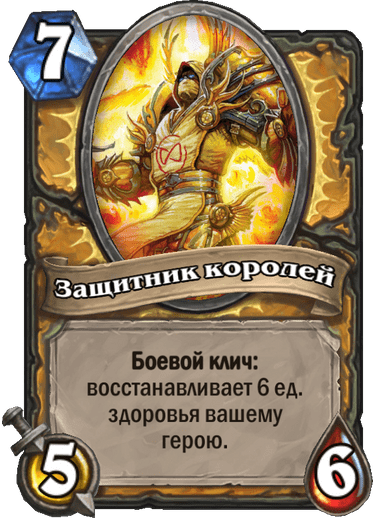 7
Защитник королей
Боевой клич:
восстанавливает 6 ед.
здоровья вашему
герою.
5
6